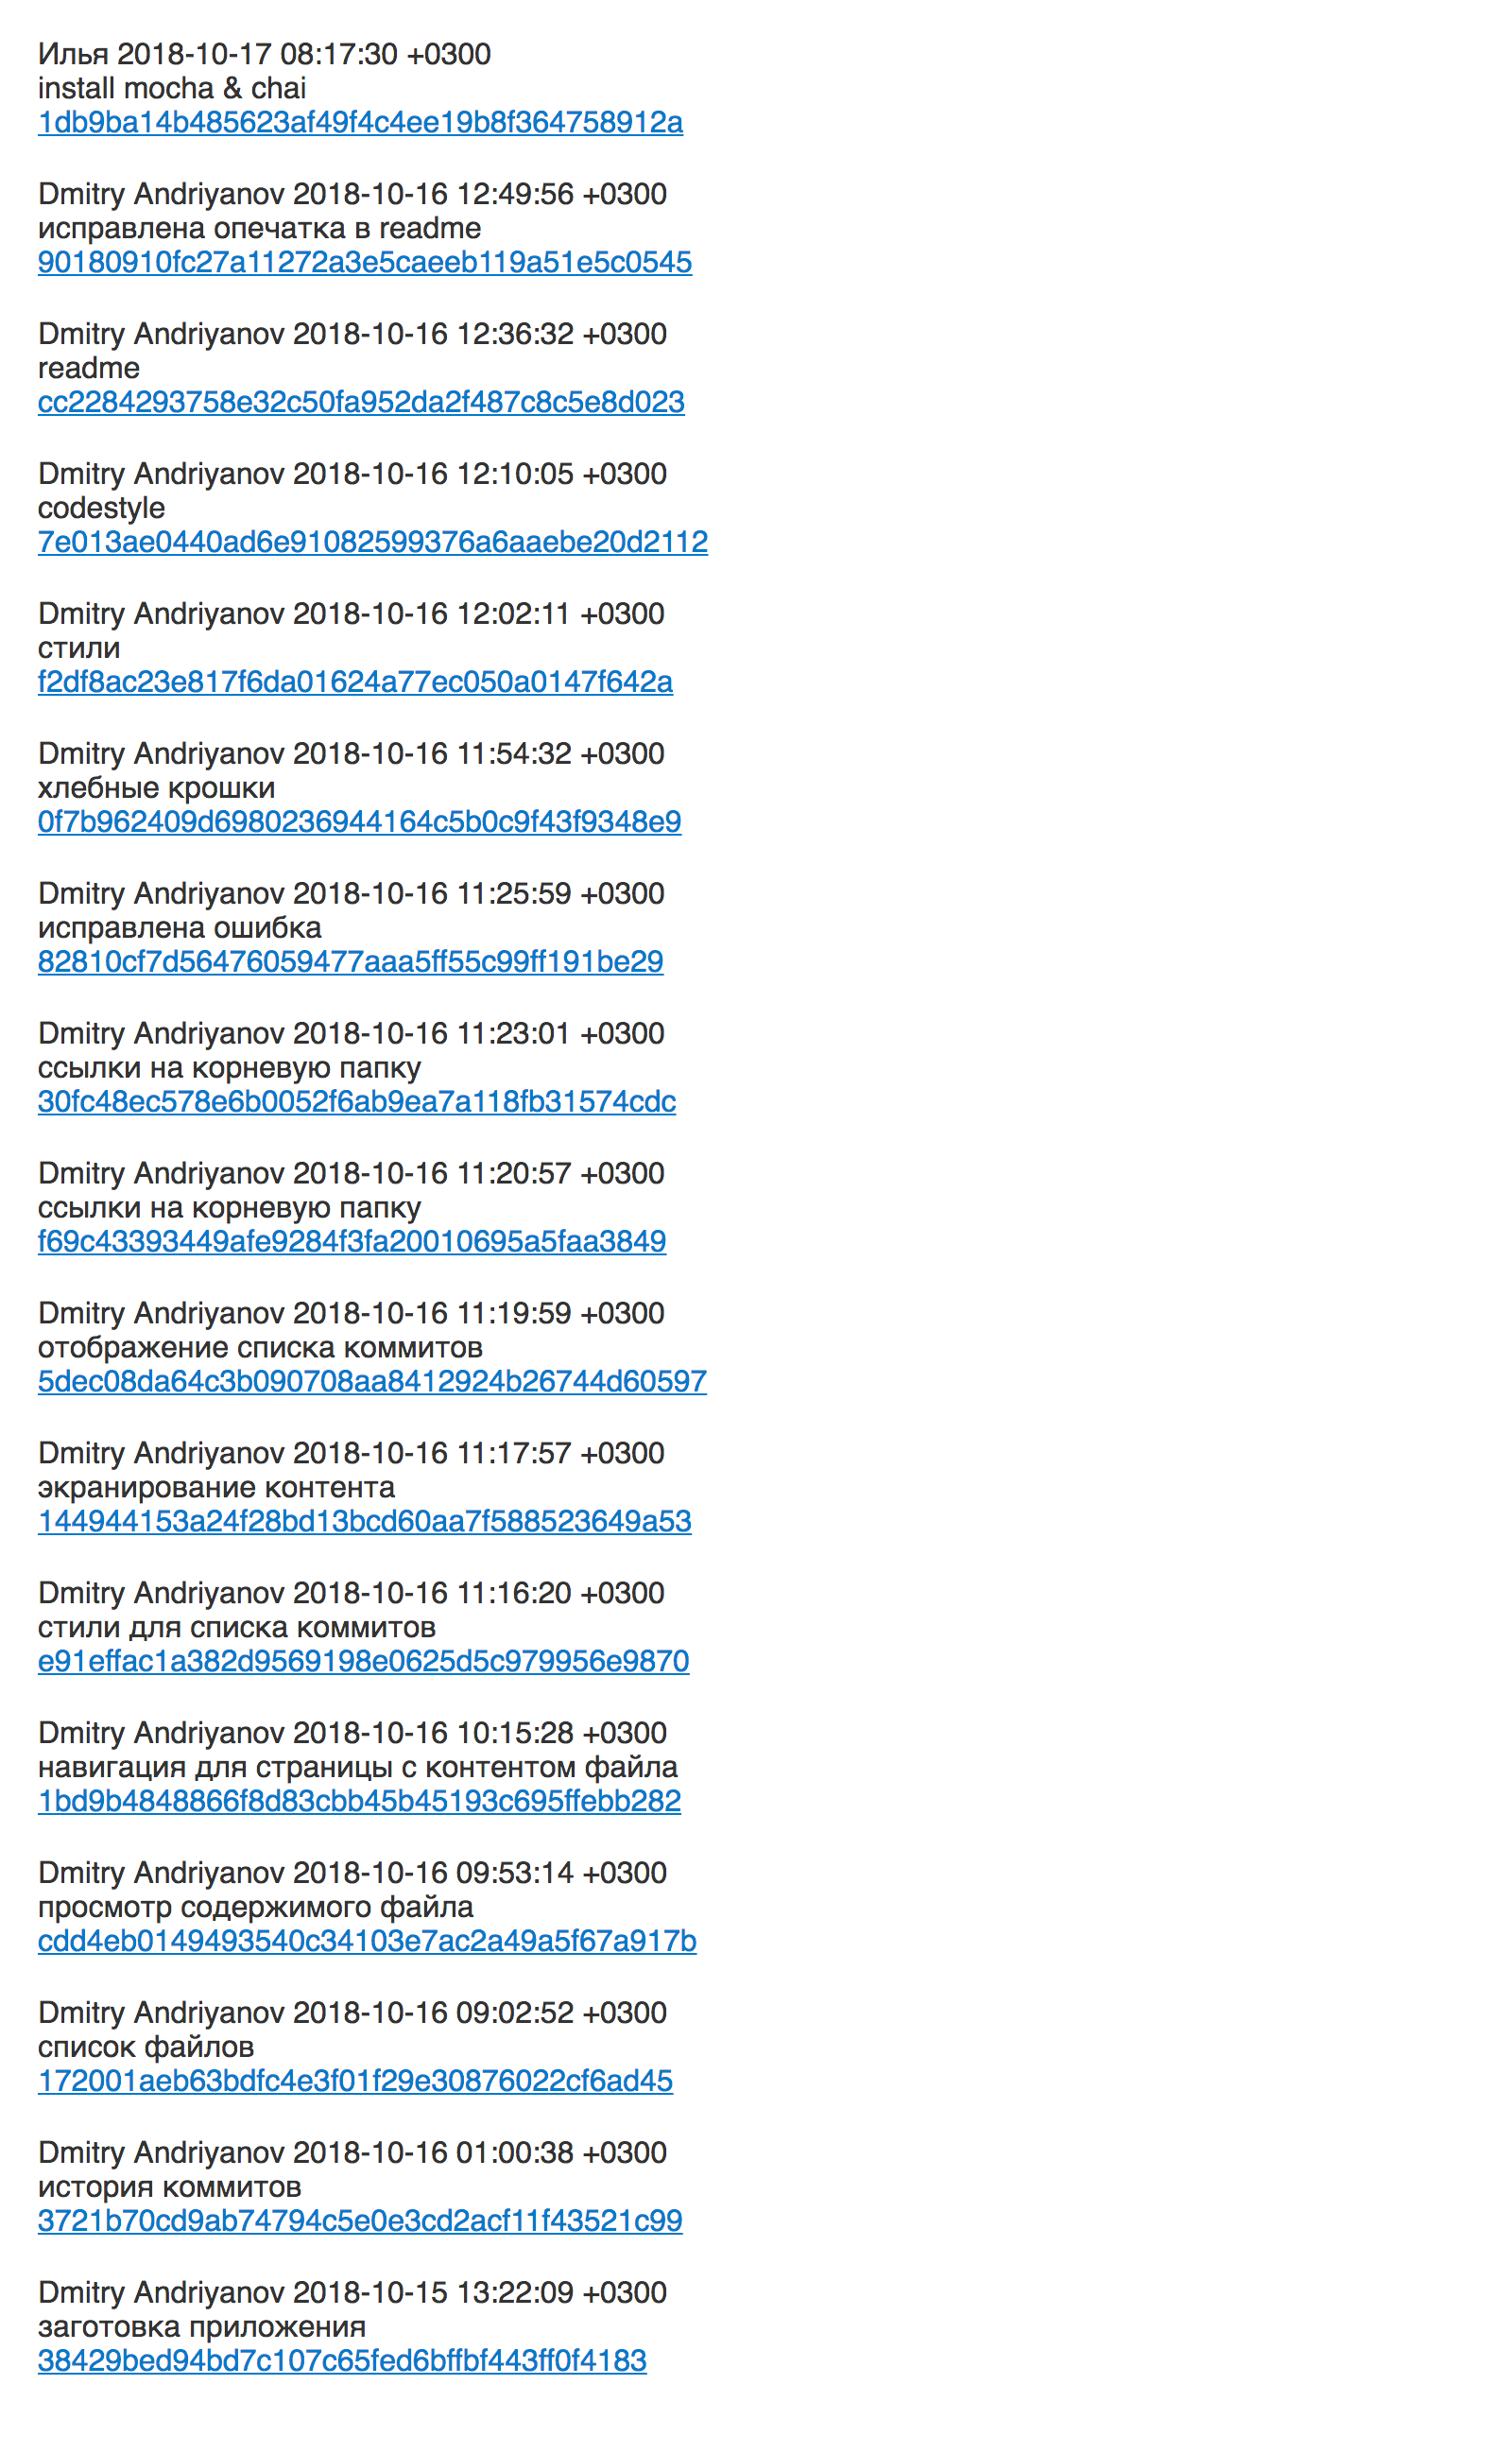 Илья 2018-10-17 08:17:30 +0300
install mocha & chai
1db9ba14b485623af49f4c4ee19b8f364758912a
Dmitry Andriyanov 2018-10-16 12:49:56 +0300
исправлена опечатка в readme
90180910fc27a11272a3e5caeeb119a51e5c0545
Dmitry Andriyanov 2018-10-16 12:36:32 +0300
readme
cc2284293758e32c50fa952da2f487c8c5e8d023
Dmitry Andriyanov 2018-10-16 12:10:05 +0300
codestyle
7e013ae0440ad6e91082599376a6aaebe20d2112
Dmitry Andriyanov 2018-10-16 12:02:11 +0300
стили
f2df8ac23e817f6da01624a77ec050a0147f642a
Dmitry Andriyanov 2018-10-16 11:54:32 +0300
хлебные крошки
0f7b962409d6980236944164c5b0c9f43f9348e9
Dmitry Andriyanov 2018-10-16 11:25:59 +0300
исправлена ошибка
82810cf7d56476059477aaa5ff55c99ff191be29
Dmitry Andriyanov 2018-10-16 11:23:01 +0300
ссылки на корневую папку
30fc48ec578e6b0052f6ab9ea7a118fb31574cdc
Dmitry Andriyanov 2018-10-16 11:20:57 +0300
ссылки на корневую папку
f69c43393449afe9284f3fa20010695a5faa3849
Dmitry Andriyanov 2018-10-16 11:19:59 +0300
отображение списка коммитов
5dec08da64c3b090708aa8412924b26744d60597
Dmitry Andriyanov 2018-10-16 11:17:57 +0300
экранирование контента
144944153a24f28bd13bcd60aa7f588523649a53
Dmitry Andriyanov 2018-10-16 11:16:20 +0300
стили для списка коммитов
e91effac1a382d9569198e0625d5c979956e9870
Dmitry Andriyanov 2018-10-16 10:15:28 +0300
навигация для страницы с контентом файла
1bd9b4848866f8d83cbb45b45193c695ffebb282
Dmitry Andriyanov 2018-10-16 09:53:14 +0300
просмотр содержимого файла
cdd4eb0149493540c34103e7ac2a49a5f67a917b
Dmitry Andriyanov 2018-10-16 09:02:52 +0300
список файлов
172001aeb63bdfc4e3f01f29e30876022cf6ad45
Dmitry Andriyanov 2018-10-16 01:00:38 +0300
история коммитов
3721b70cd9ab74794c5e0e3cd2acf11f43521c99
Dmitry Andriyanov 2018-10-15 13:22:09 +0300
заготовка приложения
38429bed94bd7c107c65fed6bffbf443ff0f4183